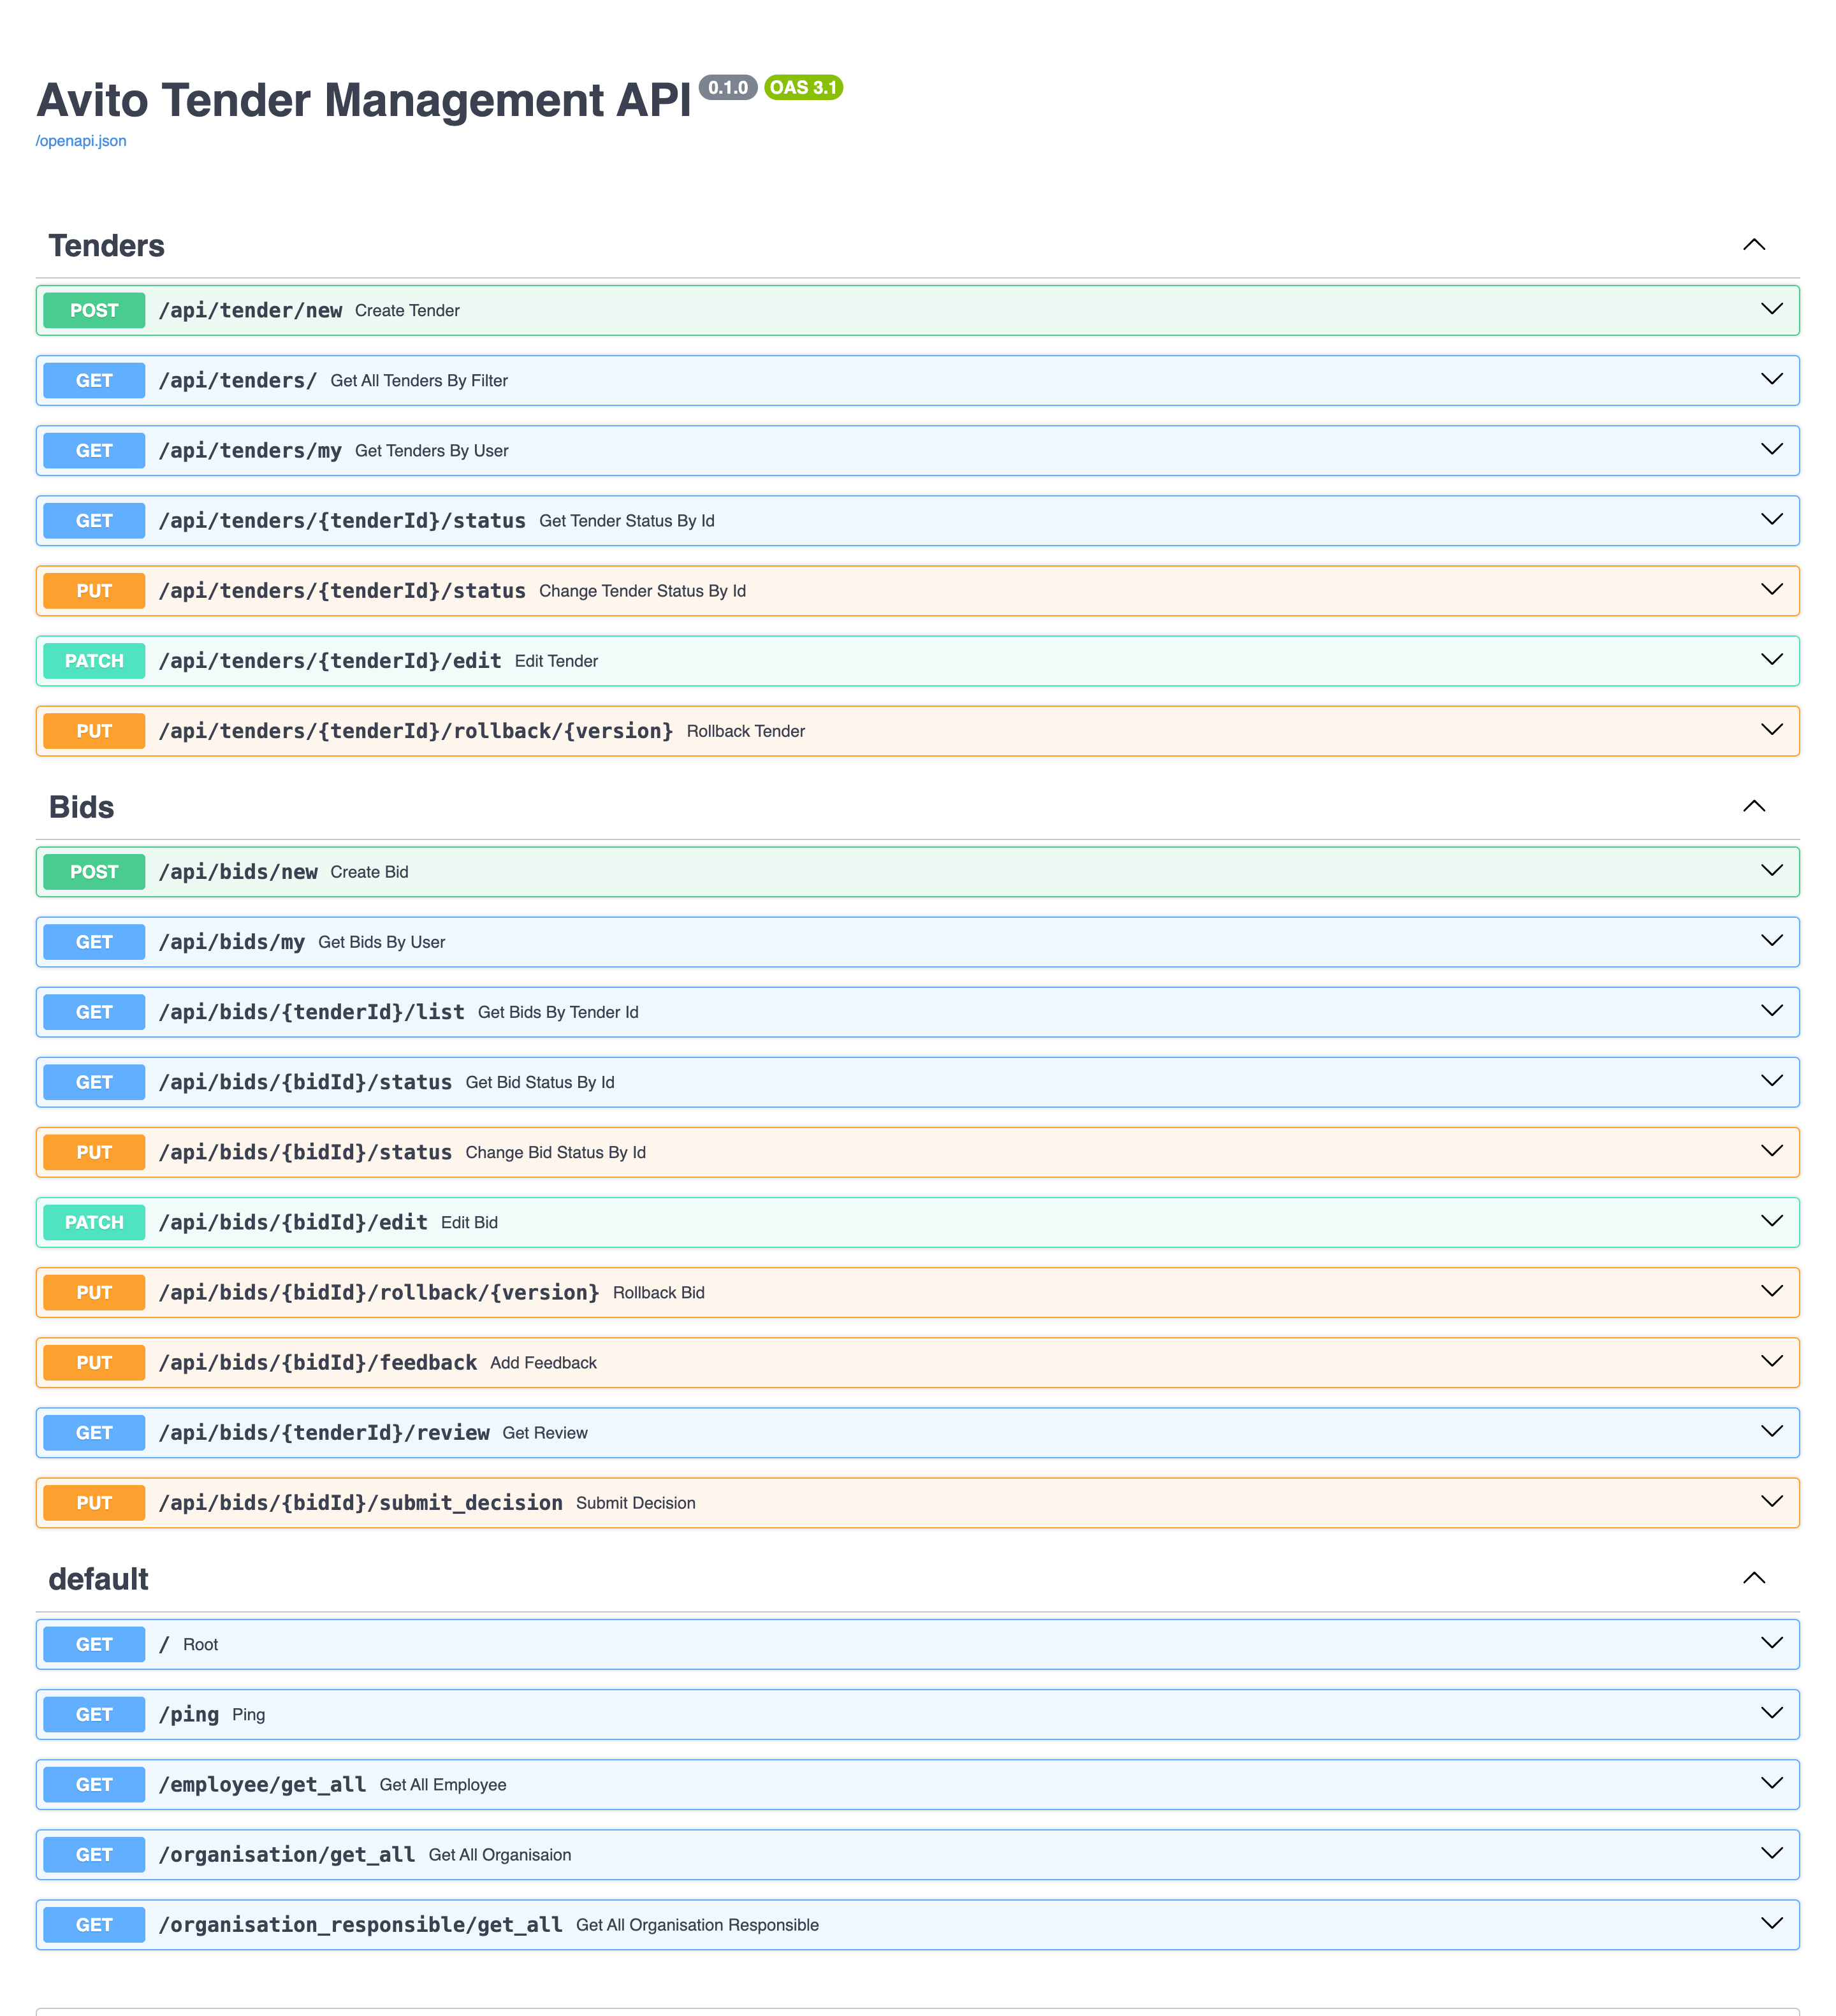 Avito Tender Management API 0.1.0 OAS 3.1
/openapi.json
Tenders
POST /api/tender/new Create Tender
GET /api/tenders/ Get All Tenders By Filter
GET /api/tenders/my Get Tenders By User
GET /api/tenders/{tenderId}/status Get Tender Status By Id
PUT /api/tenders/{tenderId}/status Change Tender Status By Id
PATCH /api/tenders/{tenderId}/edit Edit Tender
PUT /api/tenders/{tenderId}/rollback/{version} Rollback Tender
Bids
POST /api/bids/new Create Bid
GET /api/bids/my Get Bids By User
GET /api/bids/{tenderId}/list Get Bids By Tender Id
GET /api/bids/{bidId}/status Get Bid Status By Id
PUT /api/bids/{bidId}/status Change Bid Status By Id
PATCH /api/bids/{bidId}/edit Edit Bid
PUT /api/bids/{bidId}/rollback/{version} Rollback Bid
PUT /api/bids/{bidId}/feedback Add Feedback
GET /api/bids/{tenderId}/review Get Review
PUT /api/bids/{bidId}/submit_decision Submit Decision
default
GET / Root
GET /ping Ping
GET /employee/get_all Get All Employee
GET /organisation/get_all Get All Organisaion
GET /organisation_responsible/get_all Get All Organisation Responsible